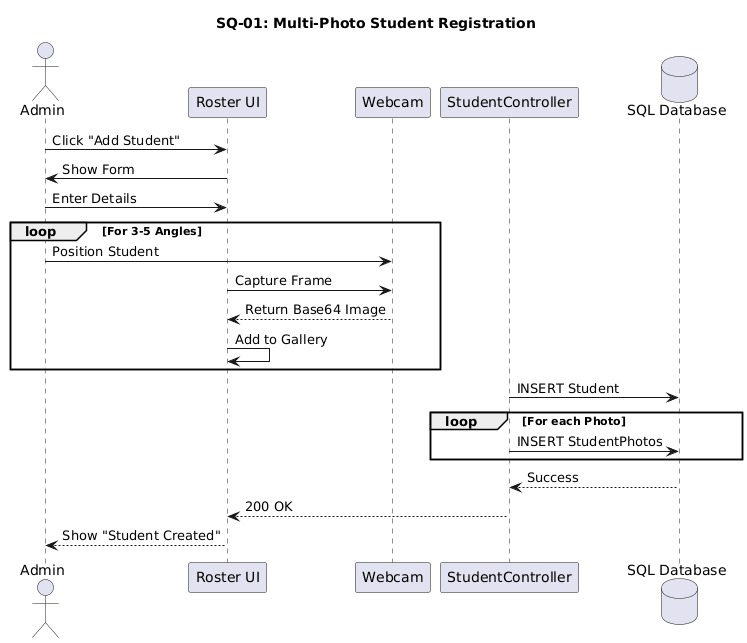 SQ-01: Multi-Photo Student Registration
Admin
Roster UI
Webcam
StudentController
SQL Database
Click "Add Student"
Show Form
Enter Details
loop [For 3-5 Angles]
Position Student
Capture Frame
Return Base64 Image
Add to Gallery
INSERT Student
loop [For each Photo]
INSERT StudentPhotos
Success
200 OK
Show "Student Created"
Admin
Roster UI
Webcam
StudentController
SQL Database